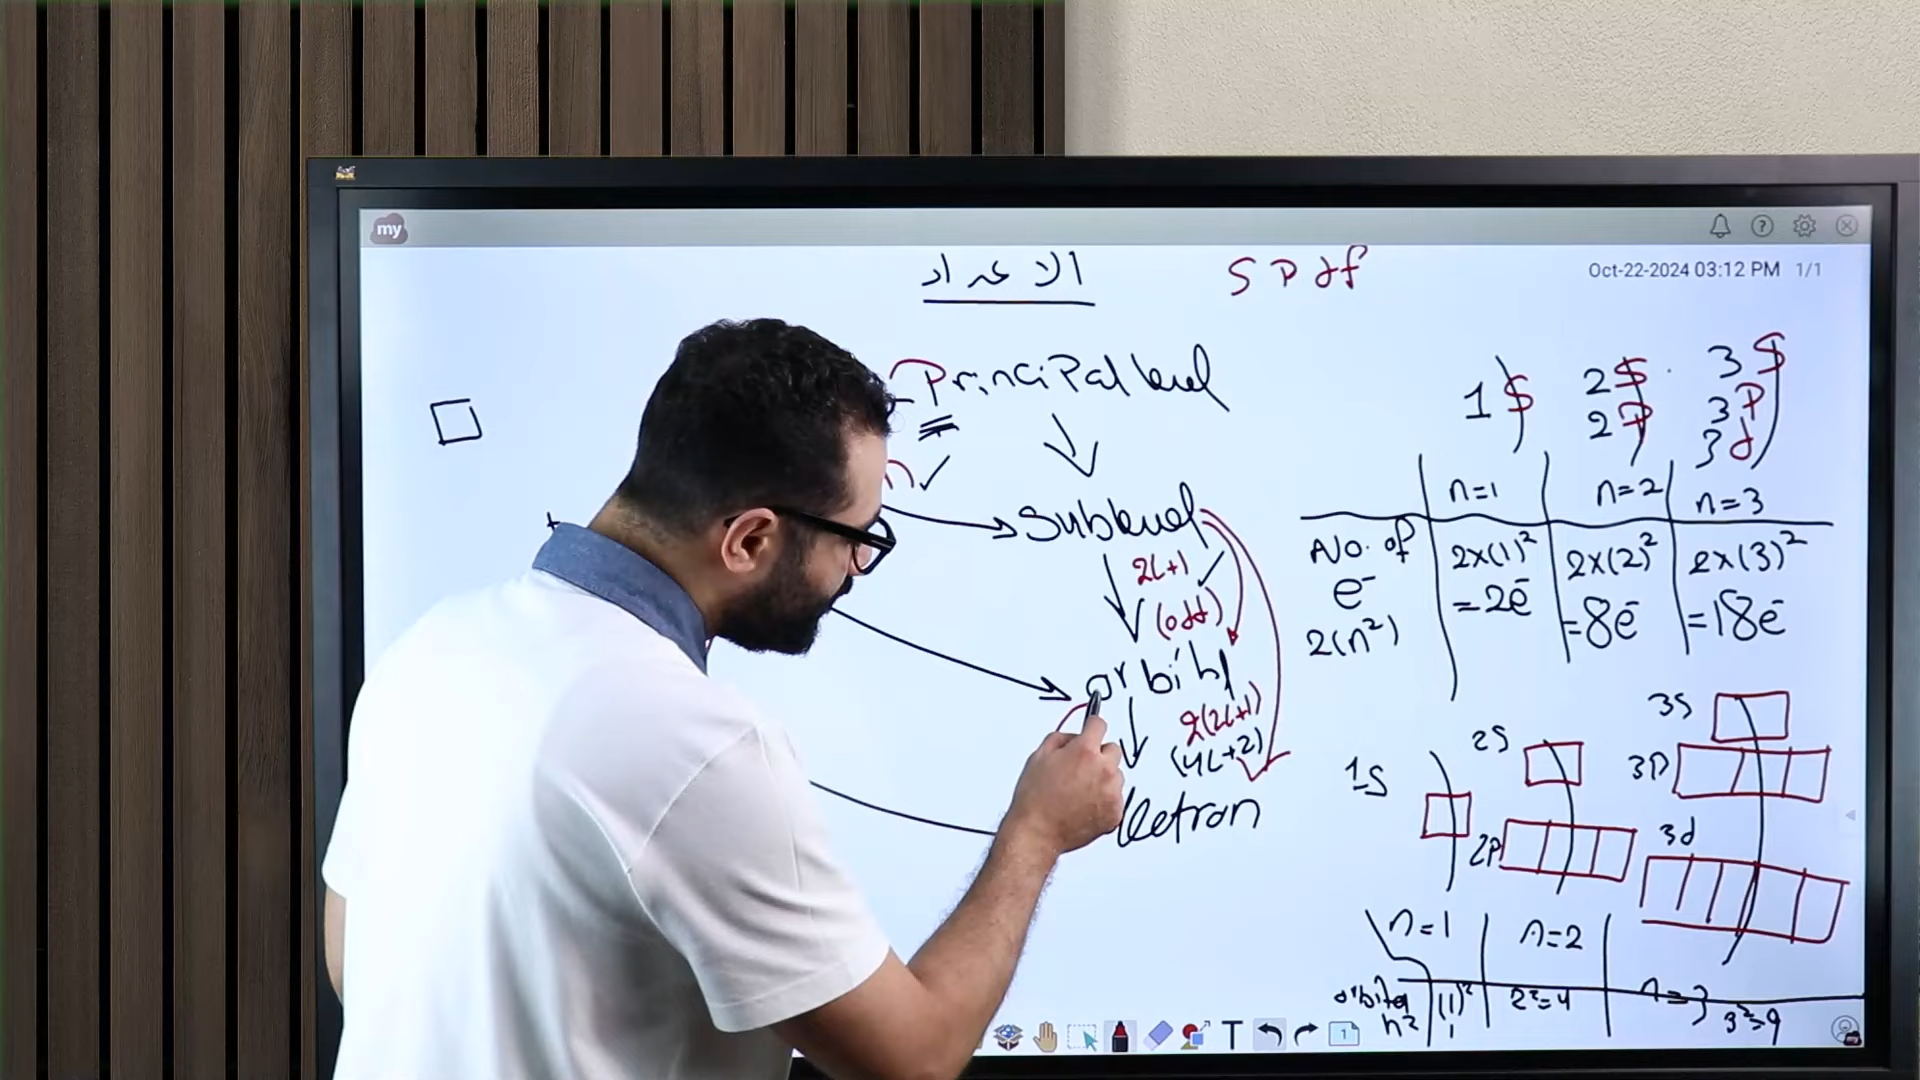 my
الاعداد
s p d f
Oct-22-2024 03:12 PM 1/1
Principal level
n✓
Sublevel
2L+1
(odd)
orbital
2(2L+1)
(4L+2)
1s
2s
2p
3s
3p
3d
n=1
n=2
n=3
No. of
e⁻
2(n²)
2x(1)²
=2e⁻
2x(2)²
=8e⁻
2x(3)²
=18e⁻
1s
2s
2p
3s
3p
3d
n=1
n=2
n=3
n²
(1)²
1
2²=4
3²=9
T
1